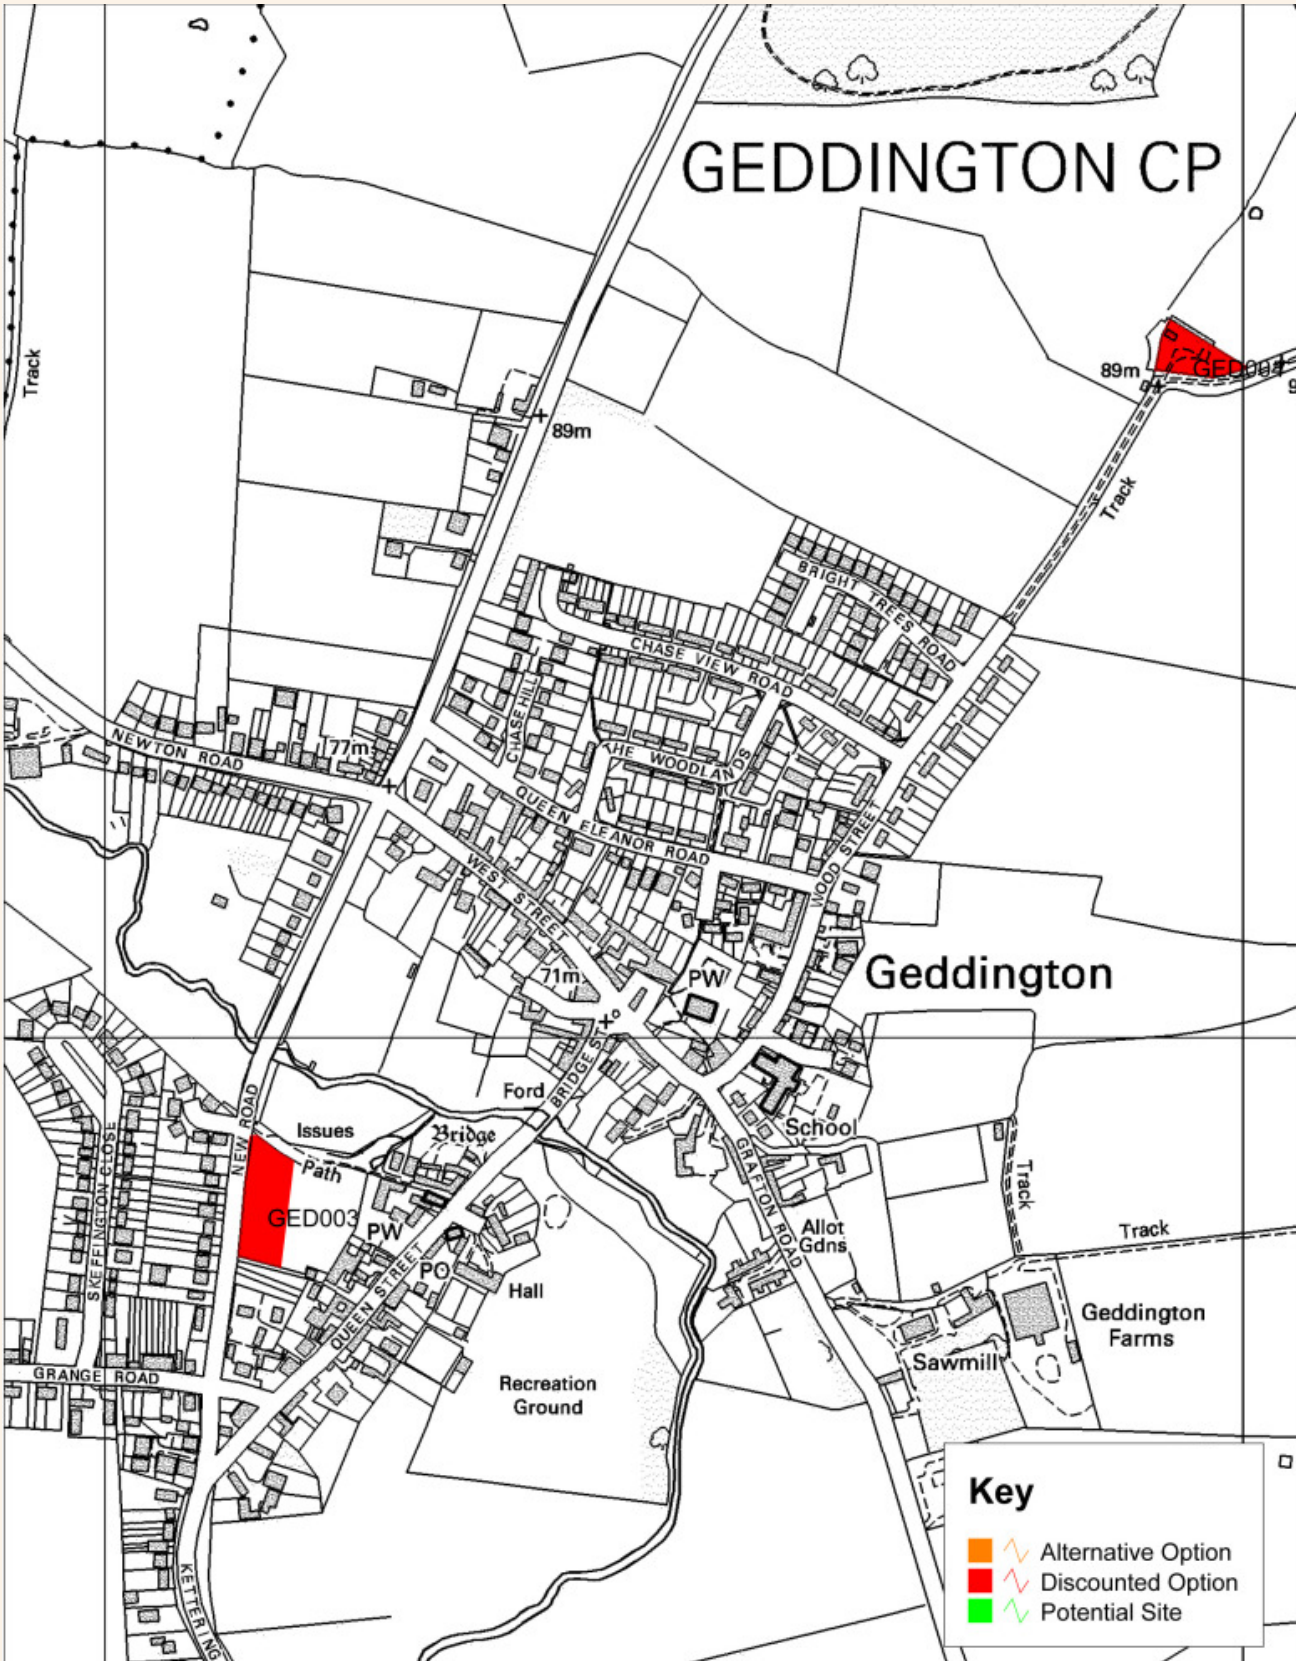 GEDDINGTON CP
Track
89m
GED004
89m
9
Track
BRIGHT TREES ROAD
CHASE VIEW ROAD
CHASE HILL
THE WOODLANDS
77m
NEWTON ROAD
QUEEN ELEANOR ROAD
WOOD STREET
WEST STREET
71m
PW
Geddington
BRIDGE ST
Ford
NEW ROAD
Issues
Bridge
School
Path
SKEFFINGTON CLOSE
GED003
PW
PO
QUEEN STREET
Hall
GRAFTON ROAD
Allot
Gdns
Track
Track
Geddington
Farms
Sawmill
GRANGE ROAD
Recreation
Ground
KETTERING
Key
Alternative Option
Discounted Option
Potential Site